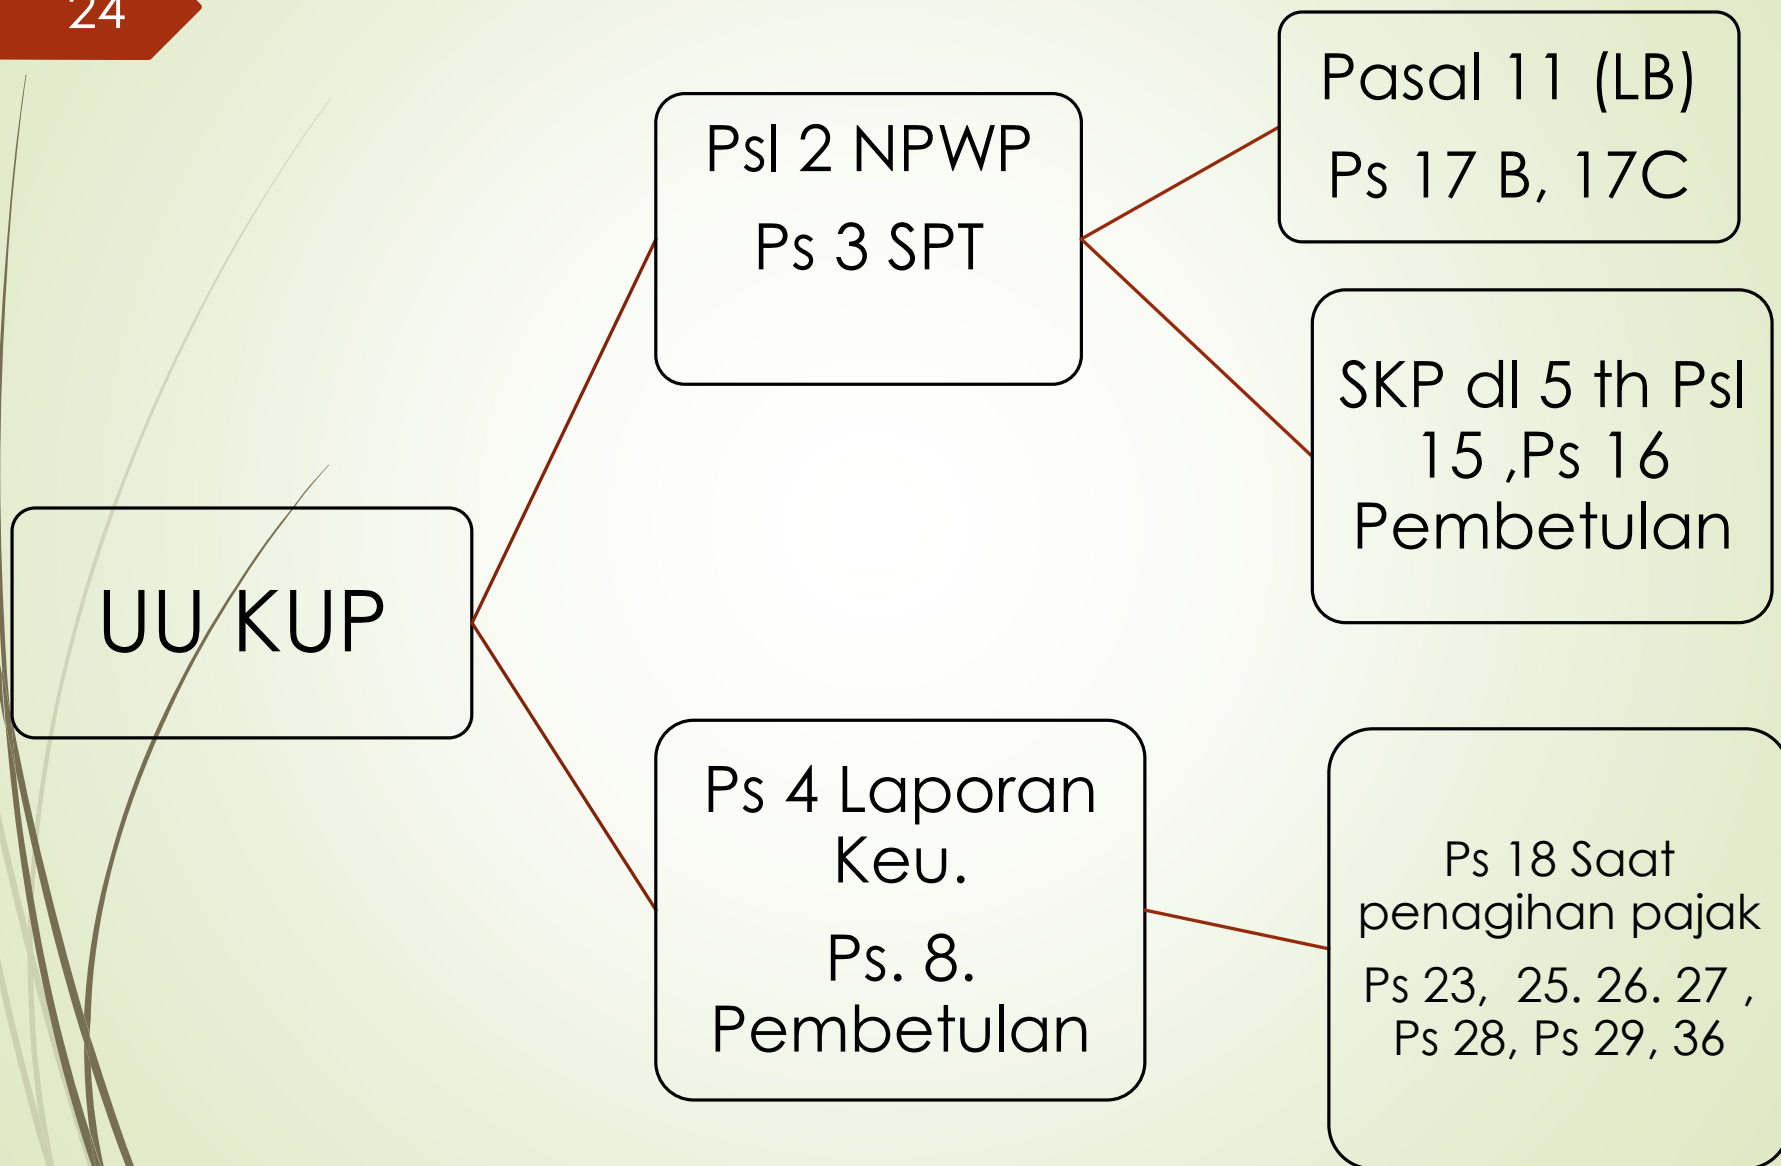 24
UU KUP
Psl 2 NPWP
Ps 3 SPT
Pasal 11 (LB)
Ps 17 B, 17C
SKP dl 5 th Psl
15 ,Ps 16
Pembetulan
Ps 4 Laporan
Keu.
Ps. 8.
Pembetulan
Ps 18 Saat
penagihan pajak
Ps 23, 25. 26. 27 ,
Ps 28, Ps 29, 36